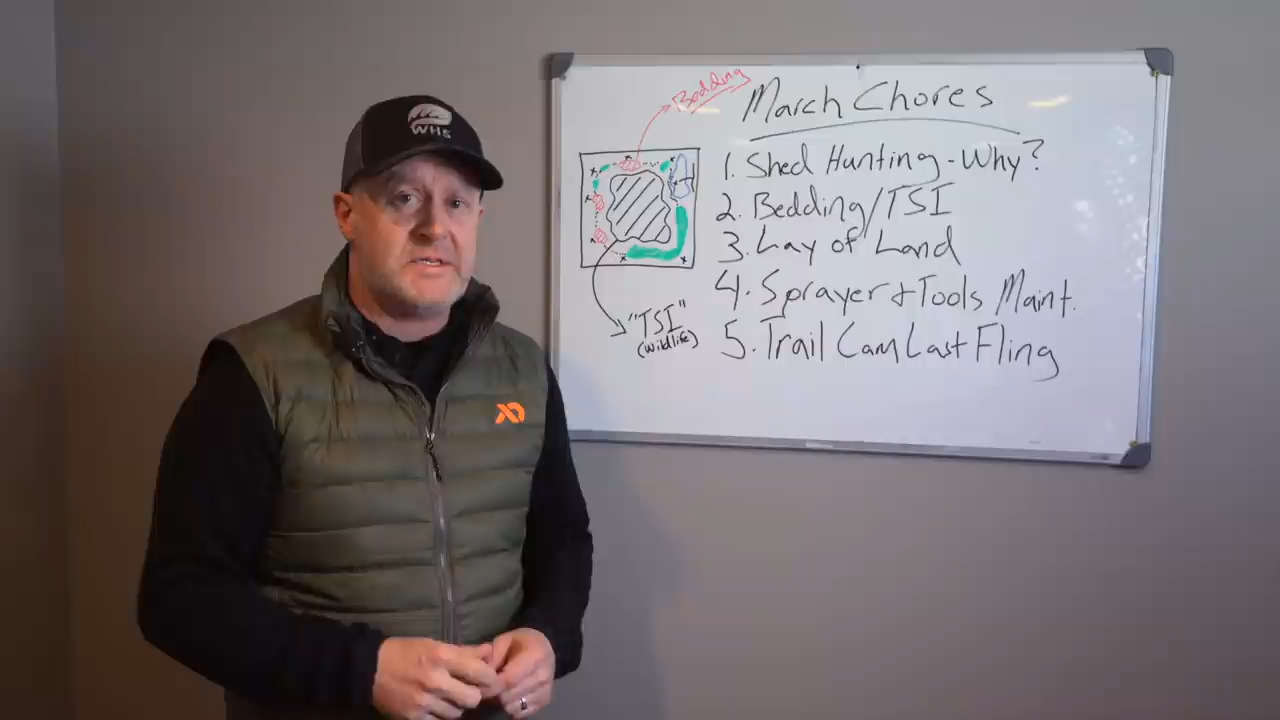 WHS
Bedding
March Chores
1. Shed Hunting - Why?
2. Bedding/TSI
3. Lay of Land
4. Sprayer + Tools Maint.
5. Trail Cam Last Fling
"TSI"
(Wildlife)